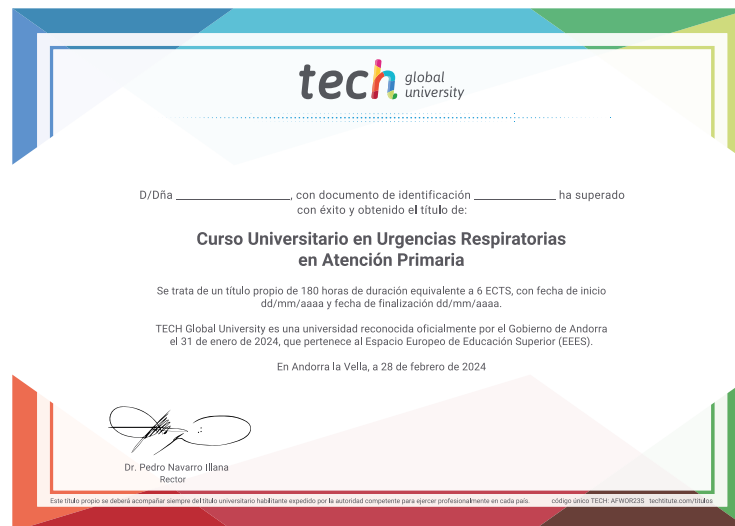 tech global university
D/Dña ____________________, con documento de identificación ______________ ha superado
con éxito y obtenido el título de:
Curso Universitario en Urgencias Respiratorias
en Atención Primaria
Se trata de un título propio de 180 horas de duración equivalente a 6 ECTS, con fecha de inicio
dd/mm/aaaa y fecha de finalización dd/mm/aaaa.
TECH Global University es una universidad reconocida oficialmente por el Gobierno de Andorra
el 31 de enero de 2024, que pertenece al Espacio Europeo de Educación Superior (EEES).
En Andorra la Vella, a 28 de febrero de 2024
Dr. Pedro Navarro Illana
Rector
Este título propio se deberá acompañar siempre del título universitario habilitante expedido por la autoridad competente para ejercer profesionalmente en cada país. código único TECH: AFWOR23S techtitute.com/titulos